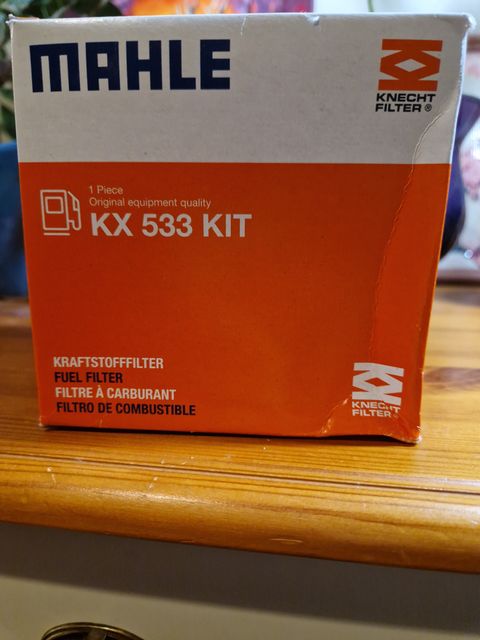 MAHLE
KNECHT
FILTER®
1 Piece
Original equipment quality
KX 533 KIT
KRAFTSTOFFFILTER
FUEL FILTER
FILTRE À CARBURANT
FILTRO DE COMBUSTIBLE
KNECHT
FILTER